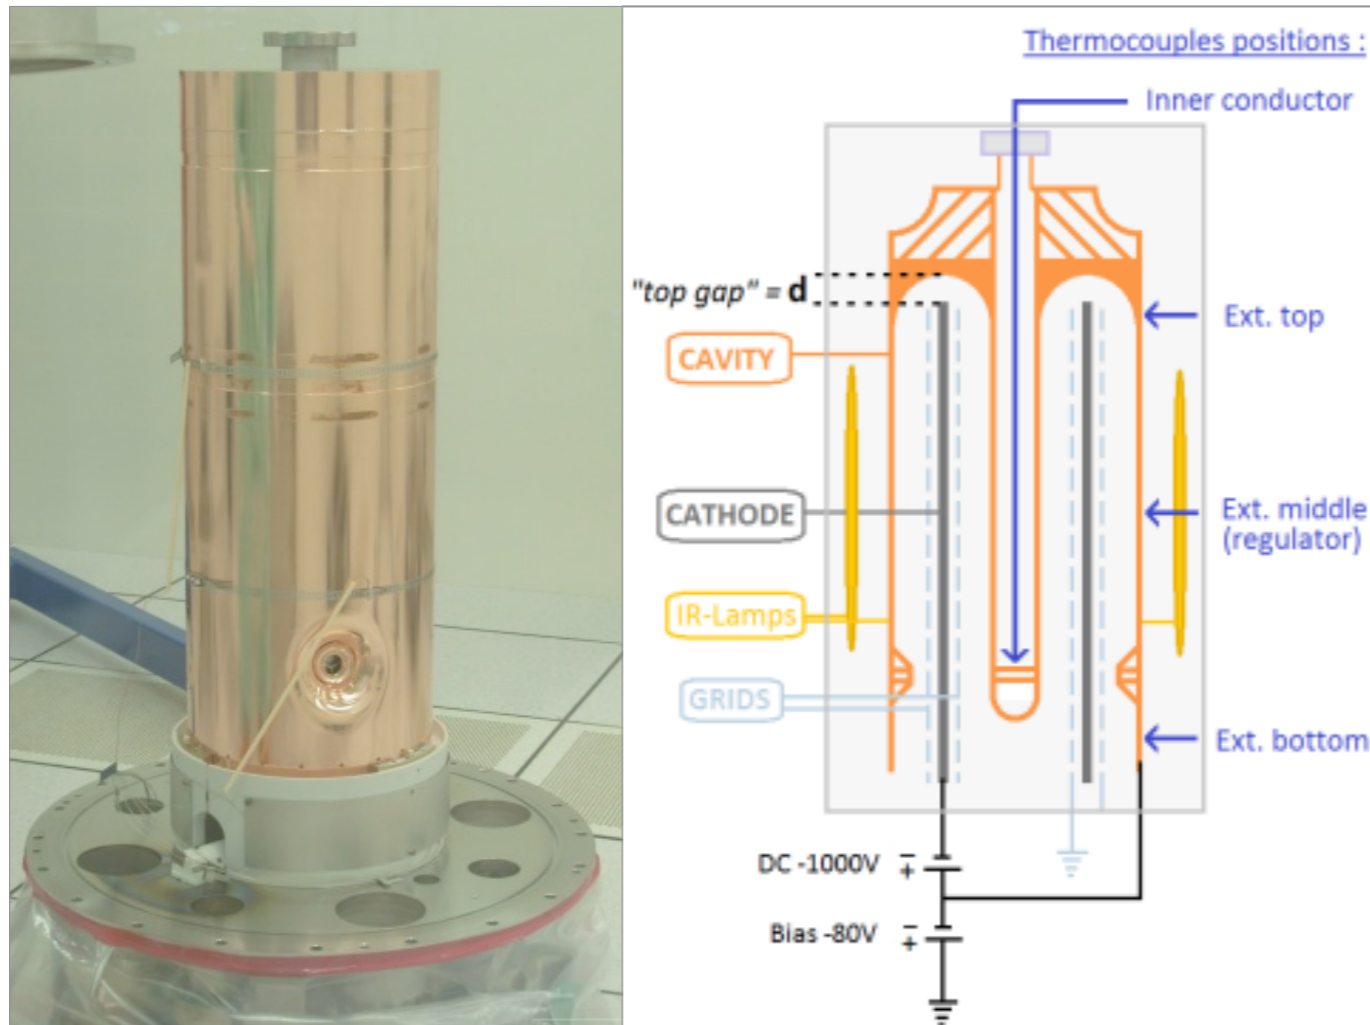 Thermocouples positions :
Inner conductor
"top gap" = d
Ext. top
CAVITY
CATHODE
Ext. middle
(regulator)
IR-Lamps
GRIDS
Ext. bottom
DC -1000V
Bias -80V